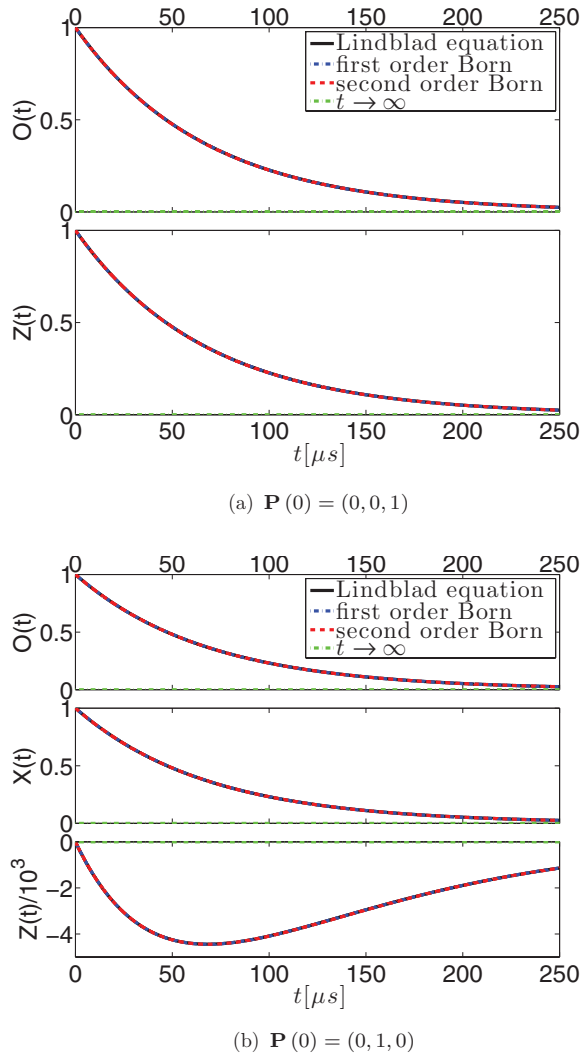 0 50 100 150 200 250
1
0.5
0
O(t)
Lindblad equation
first order Born
second order Born
t → ∞
1
0.5
0
Z(t)
0 50 100 150 200 250
t[μs]
(a) P (0) = (0, 0, 1)
0 50 100 150 200 250
1
0.5
0
O(t)
Lindblad equation
first order Born
second order Born
t → ∞
1
0.5
0
X(t)
0
−2
−4
Z(t)/10³
0 50 100 150 200 250
t[μs]
(b) P (0) = (0, 1, 0)